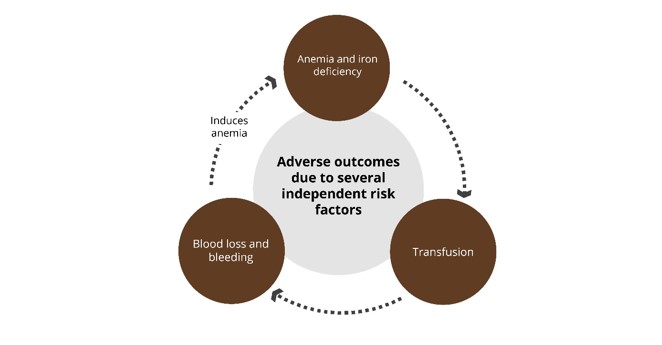 Anemia and iron
deficiency
Induces
anemia
Adverse outcomes
due to several
independent risk
factors
Blood loss and
bleeding
Transfusion